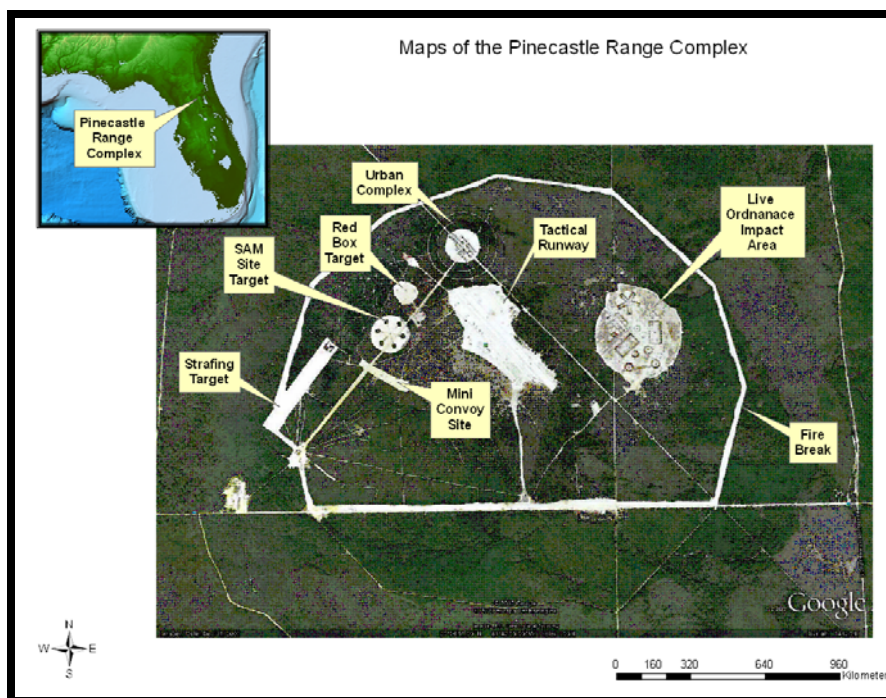 Maps of the Pinecastle Range Complex
Pinecastle
Range
Complex
Urban
Complex
Red
Box
Target
Tactical
Runway
Live
Ordnanace
Impact
Area
SAM
Site
Target
Strafing
Target
Mini
Convoy
Site
Fire
Break
Google
N
W E
S
0 160 320 640 960
Kilometer